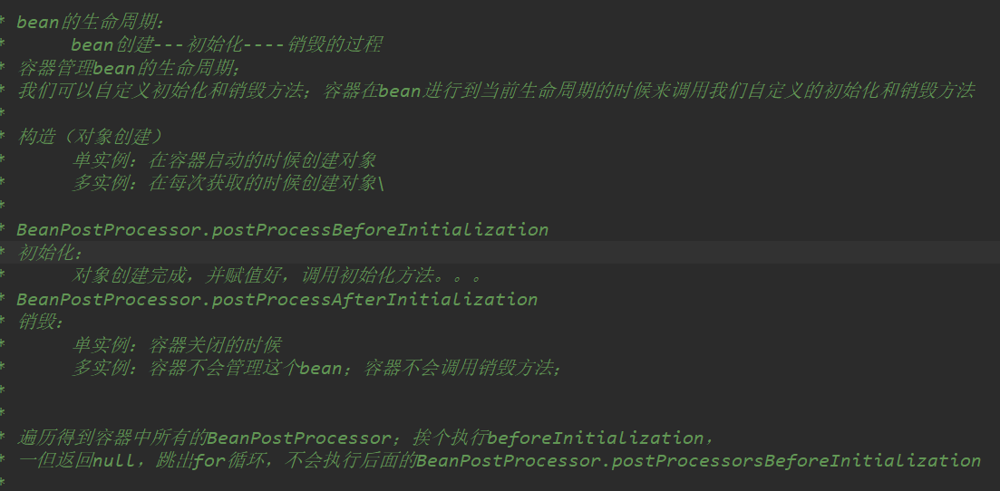 * bean的生命周期：
* bean创建---初始化----销毁的过程
* 容器管理bean的生命周期；
* 我们可以自定义初始化和销毁方法；容器在bean进行到当前生命周期的时候来调用我们自定义的初始化和销毁方法
*
* 构造（对象创建）
* 单实例：在容器启动的时候创建对象
* 多实例：在每次获取的时候创建对象\
*
* BeanPostProcessor.postProcessBeforeInitialization
* 初始化：
* 对象创建完成，并赋值好，调用初始化方法。。。
* BeanPostProcessor.postProcessAfterInitialization
* 销毁：
* 单实例：容器关闭的时候
* 多实例：容器不会管理这个bean；容器不会调用销毁方法；
*
*
* 遍历得到容器中所有的BeanPostProcessor；挨个执行beforeInitialization，
* 一但返回null，跳出for循环，不会执行后面的BeanPostProcessor.postProcessorsBeforeInitialization
*